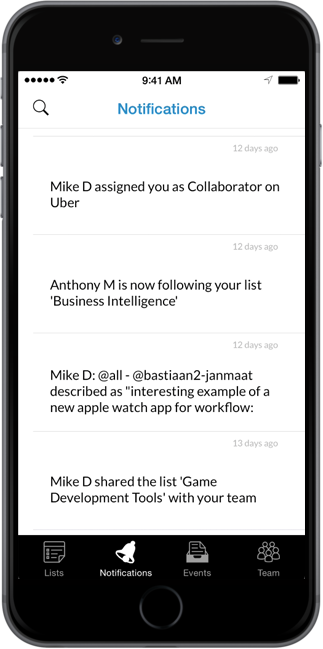 9:41 AM
Notifications
12 days ago
Mike D assigned you as Collaborator on
Uber
12 days ago
Anthony M is now following your list
'Business Intelligence'
12 days ago
Mike D: @all - @bastiaan2-janmaat
described as "interesting example of a
new apple watch app for workflow:
13 days ago
Mike D shared the list 'Game
Development Tools' with your team
Lists
Notifications
Events
Team